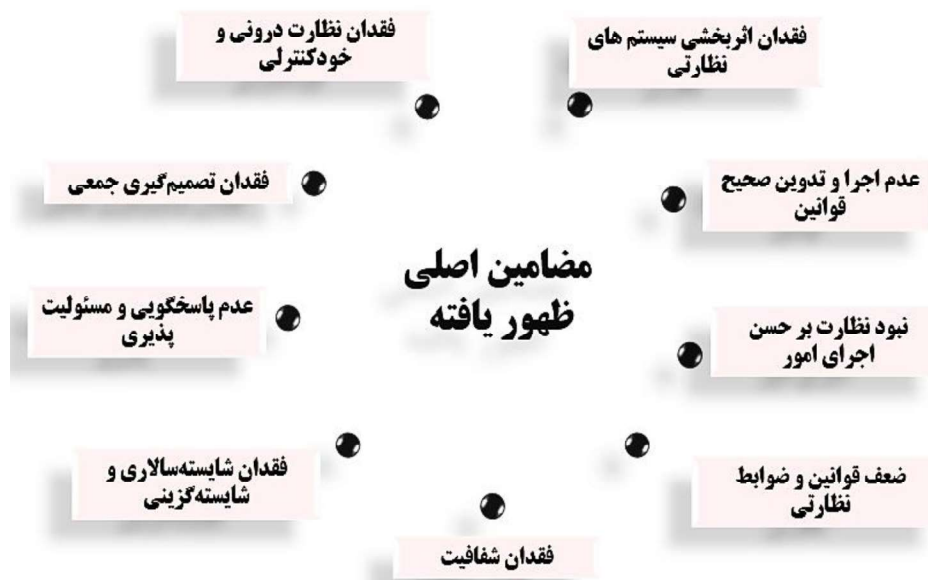 فقدان اثربخشی سیستم های
نظارتی
عدم اجرا و تدوین صحیح
قوانین
نبود نظارت بر حسن
اجرای امور
ضعف قوانین و ضوابط
نظارتی
فقدان شفافیت
فقدان شایسته‌سالاری و
شایسته‌گزینی
عدم پاسخگویی و مسئولیت
پذیری
فقدان تصمیم‌گیری جمعی
فقدان نظارت درونی و
خودکنترلی
مضامین اصلی
ظهور یافته